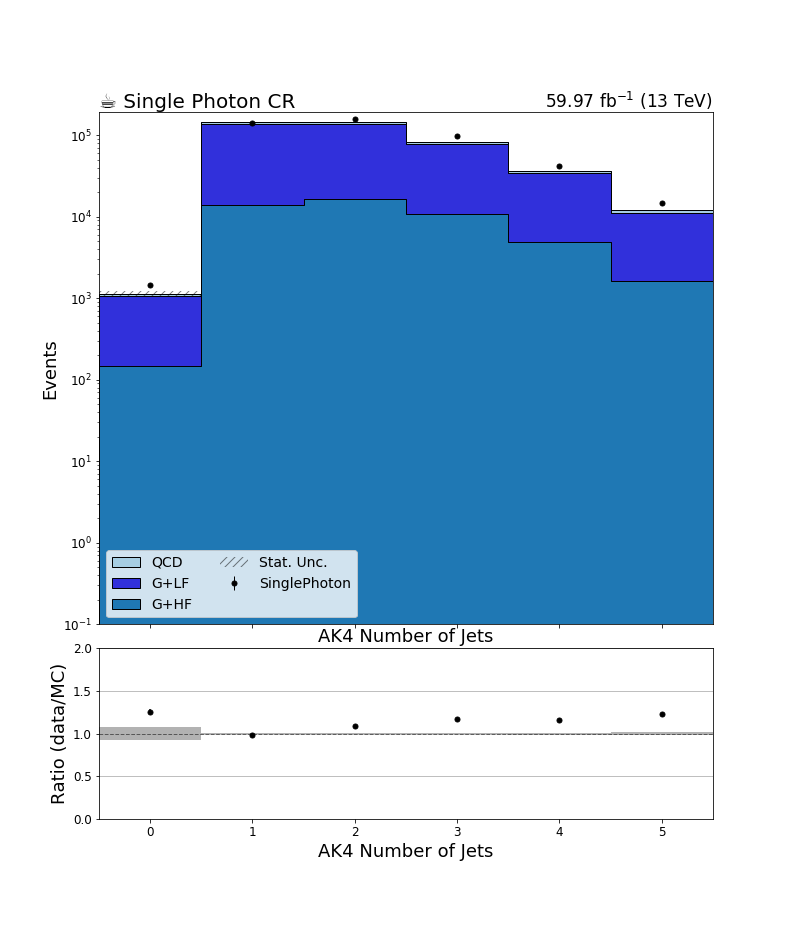 ☕ Single Photon CR 59.97 fb⁻¹ (13 TeV)
Events
10⁵
10⁴
10³
10²
10¹
10⁰
10⁻¹
QCD Stat. Unc.
G+LF SinglePhoton
G+HF
AK4 Number of Jets
Ratio (data/MC)
2.0
1.5
1.0
0.5
0.0
0 1 2 3 4 5
AK4 Number of Jets